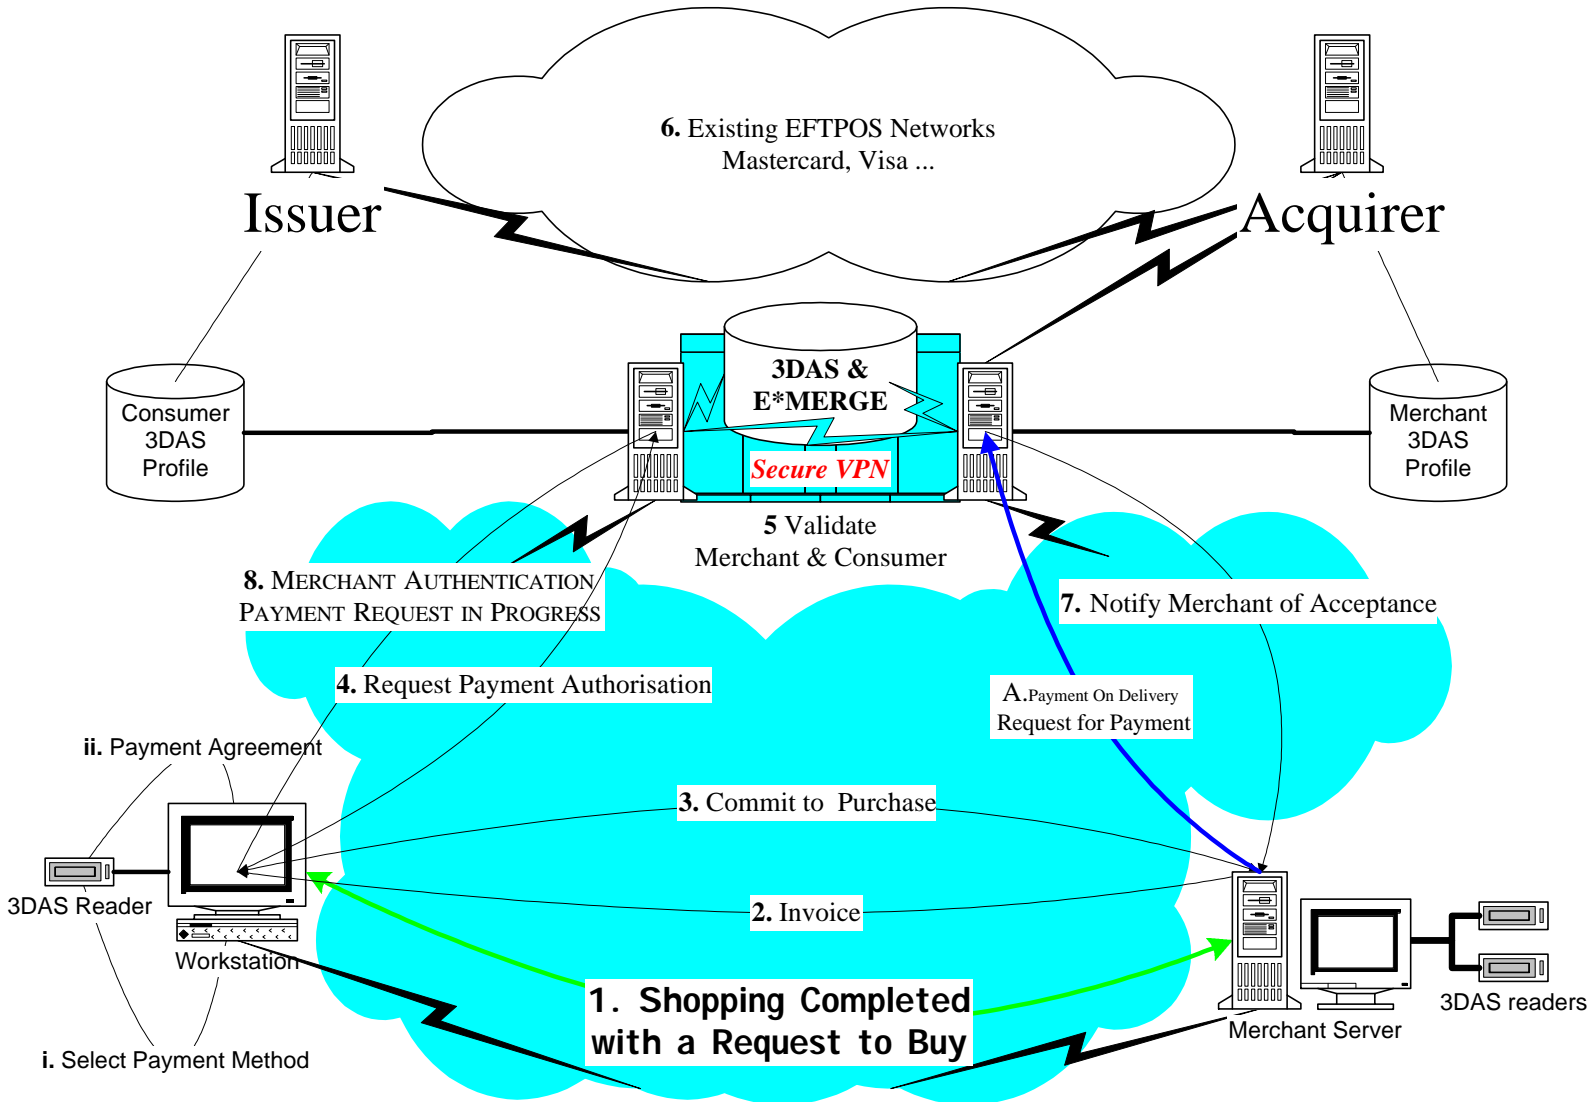 6. Existing EFTPOS Networks
Mastercard, Visa ...
Issuer
Acquirer
3DAS &
E*MERGE
Secure VPN
Consumer
3DAS
Profile
Merchant
3DAS
Profile
5 Validate
Merchant & Consumer
8. MERCHANT AUTHENTICATION
PAYMENT REQUEST IN PROGRESS
7. Notify Merchant of Acceptance
4. Request Payment Authorisation
A.Payment On Delivery
Request for Payment
ii. Payment Agreement
3. Commit to Purchase
3DAS Reader
2. Invoice
Workstation
1. Shopping Completed
with a Request to Buy
3DAS readers
Merchant Server
i. Select Payment Method